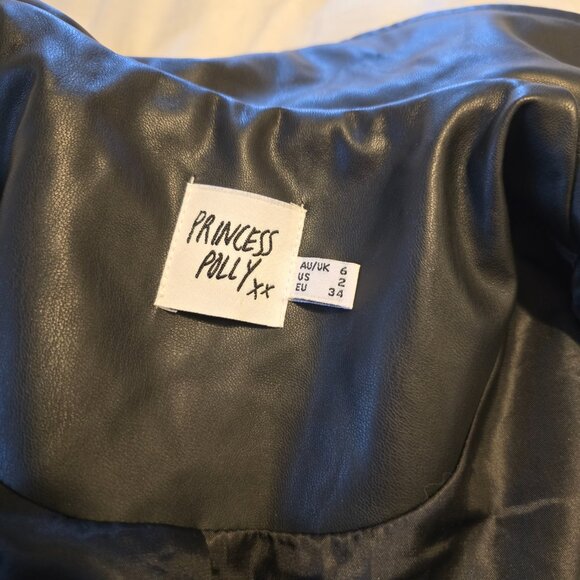 PRINCESS
POLLY
xx
AU/UK 6
US 2
EU 34